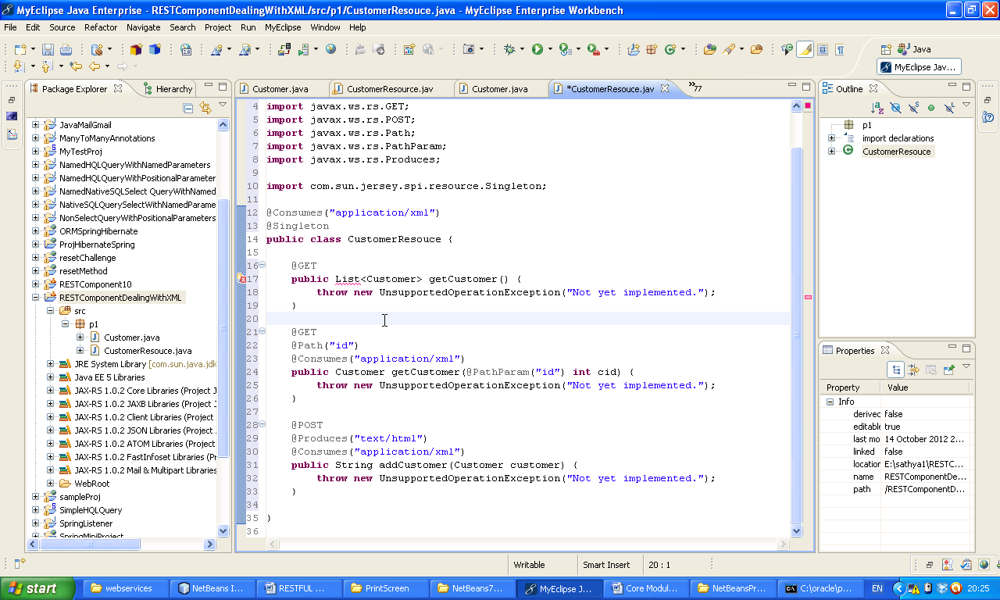 MyEclipse Java Enterprise - RESTComponentDealingWithXML/src/p1/CustomerResouce.java - MyEclipse Enterprise Workbench
File Edit Source Refactor Navigate Search Project Run MyEclipse Window Help
2.0
Java
MyEclipse Jav...
Package Explorer
Hierarchy
JavaMailGmail
ManyToManyAnnotations
MyTestProj
NamedHQLQueryWithNamedParameters
NamedHQLQueryWithPositionalParameter
NamedNativeSQLSelect QueryWithNamed
NativeSQLQuerySelectWithNamedParame
NonSelectQueryWithPositionalParameters
ORMSpringHibernate
ProjHibernateSpring
resetChallenge
resetMethod
RESTComponent10
RESTComponentDealingWithXML
src
p1
Customer.java
CustomerResouce.java
JRE System Library [com.sun.java.jdk
Java EE 5 Libraries
JAX-RS 1.0.2 Core Libraries (Project J
JAX-RS 1.0.2 JAXB Libraries (Project J
JAX-RS 1.0.2 Client Libraries (Project
JAX-RS 1.0.2 JSON Libraries (Project J
JAX-RS 1.0.2 ATOM Libraries (Project
JAX-RS 1.0.2 FastInfoset Libraries (Pr
JAX-RS 1.0.2 Mail & Multipart Libraries
WebRoot
sampleProj
SimpleHQLQuery
SpringListener
SpringMiniProject
Customer.java
CustomerResource.jav
Customer.java
*CustomerResouce.jav
77
4 import javax.ws.rs.GET;
5 import javax.ws.rs.POST;
6 import javax.ws.rs.Path;
7 import javax.ws.rs.PathParam;
8 import javax.ws.rs.Produces;
9
10 import com.sun.jersey.spi.resource.Singleton;
11
12 @Consumes("application/xml")
13 @Singleton
14 public class CustomerResouce {
15
16 @GET
17 public List<Customer> getCustomer() {
18 throw new UnsupportedOperationException("Not yet implemented.");
19 }
20
21 @GET
22 @Path("id")
23 @Consumes("application/xml")
24 public Customer getCustomer(@PathParam("id") int cid) {
25 throw new UnsupportedOperationException("Not yet implemented.");
26 }
27
28 @POST
29 @Produces("text/html")
30 @Consumes("application/xml")
31 public String addCustomer(Customer customer) {
32 throw new UnsupportedOperationException("Not yet implemented.");
33 }
34
35 }
36
Outline
p1
import declarations
CustomerResouce
Properties
Property Value
Info
derived false
editable true
last mo 14 October 2012 2...
linked false
location E:\sathya1\RESTC...
name RESTComponentDe...
path /RESTComponentD...
Writable Smart Insert 20 : 1
start webservices NetBeans I... RESTFUL ... PrintScreen NetBeans7... MyEclipse J... Core Modul... NetBeansPr... C:\oracle\p... EN 20:25